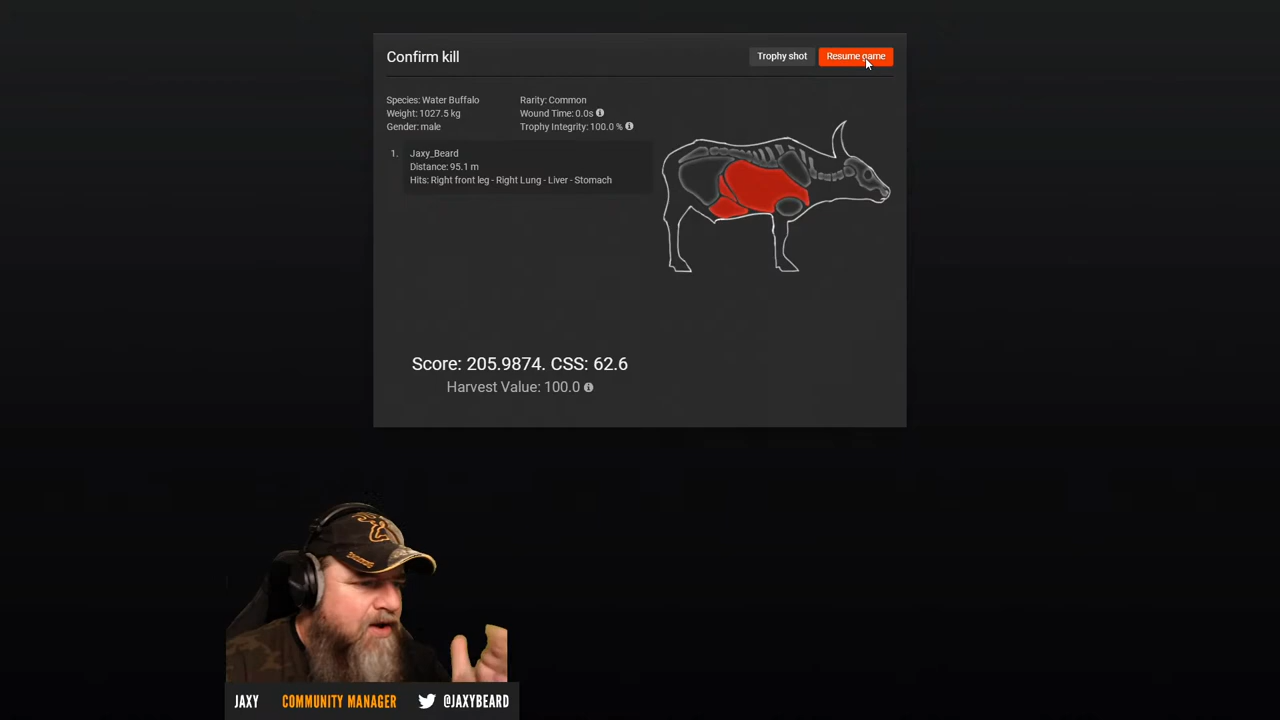 Confirm kill
Trophy shot
Resume game
Species: Water Buffalo
Weight: 1027.5 kg
Gender: male
Rarity: Common
Wound Time: 0.0s
Trophy Integrity: 100.0 %
1. Jaxy_Beard
Distance: 95.1 m
Hits: Right front leg - Right Lung - Liver - Stomach
Score: 205.9874. CSS: 62.6
Harvest Value: 100.0
JAXY COMMUNITY MANAGER @JAXYBEARD